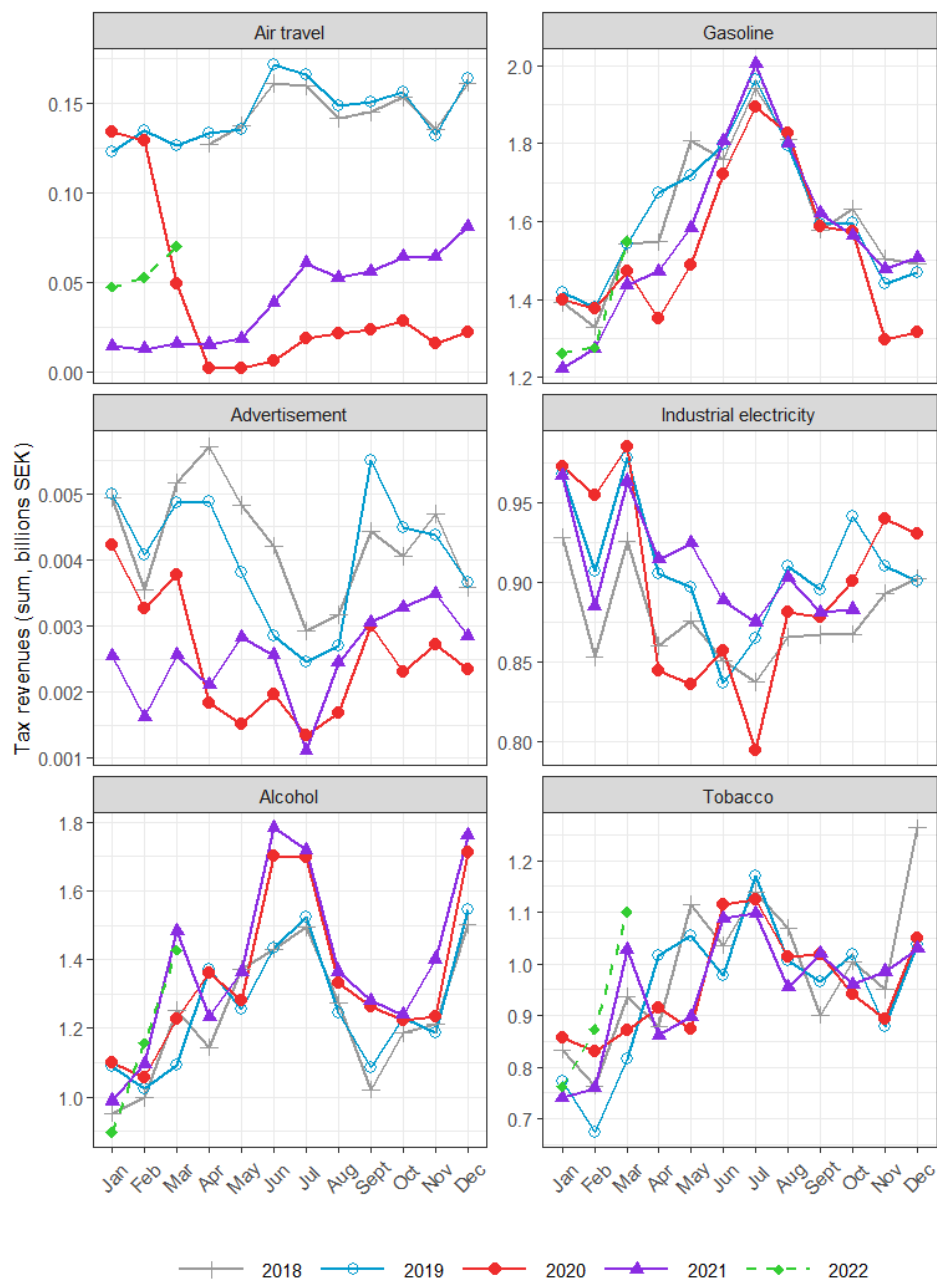 Air travel
Gasoline
0.15
0.10
0.05
0.00
2.0
1.8
1.6
1.4
1.2
Advertisement
Industrial electricity
Tax revenues (sum, billions SEK)
0.005
0.004
0.003
0.002
0.001
0.95
0.90
0.85
0.80
Alcohol
Tobacco
1.8
1.6
1.4
1.2
1.0
1.2
1.1
1.0
0.9
0.8
0.7
Jan Feb Mar Apr May Jun Jul Aug Sept Oct Nov Dec
Jan Feb Mar Apr May Jun Jul Aug Sept Oct Nov Dec
2018 2019 2020 2021 2022